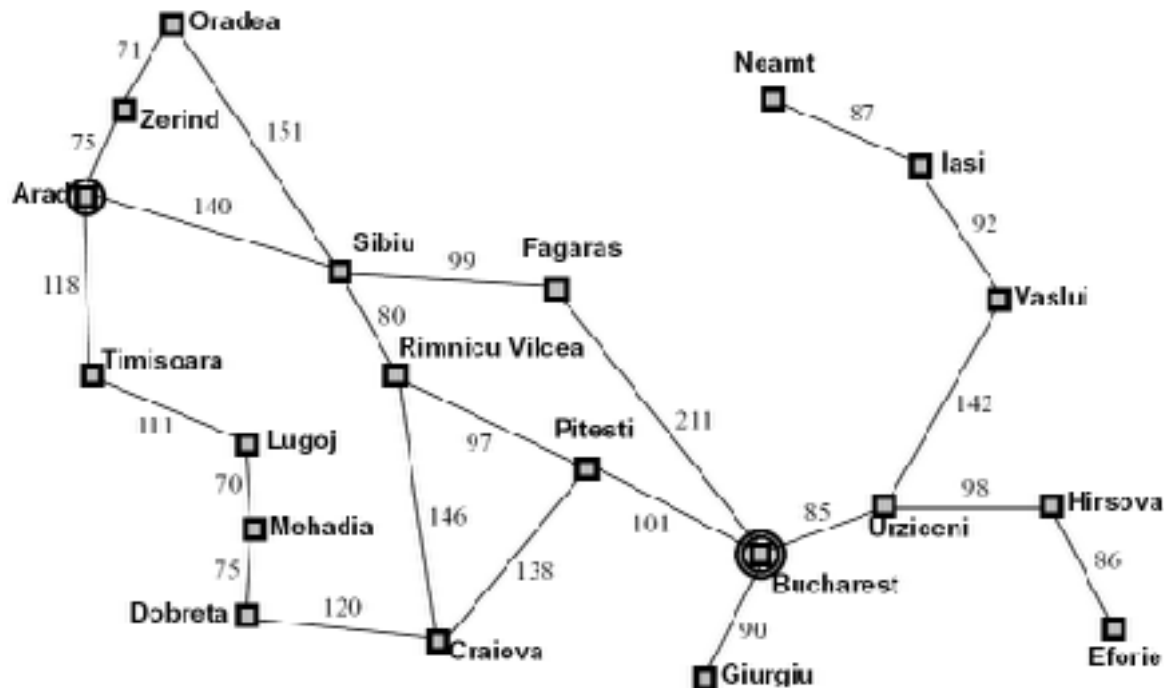 Oradea
71
Neamt
Zerind
87
75
151
Iasi
Arad
140
92
Sibiu
Fagaras
99
118
Vaslui
80
Timisoara
Rimnicu Vilcea
142
111
Lugoj
97
Pitesti
211
70
98
Hirsova
Mehadia
146
101
85
Urziceni
75
138
86
Bucharest
Dobreta
120
90
Craiova
Giurgiu
Eforie